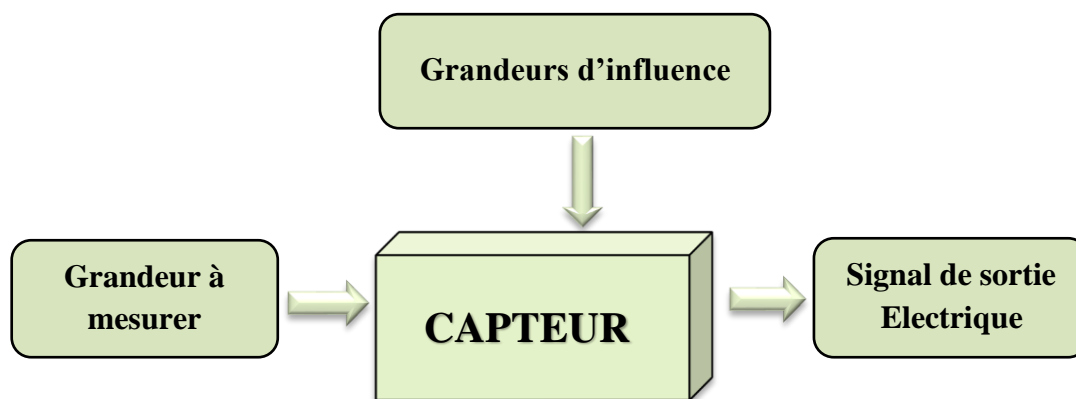 Grandeurs d’influence
Grandeur à
mesurer
CAPTEUR
Signal de sortie
Electrique